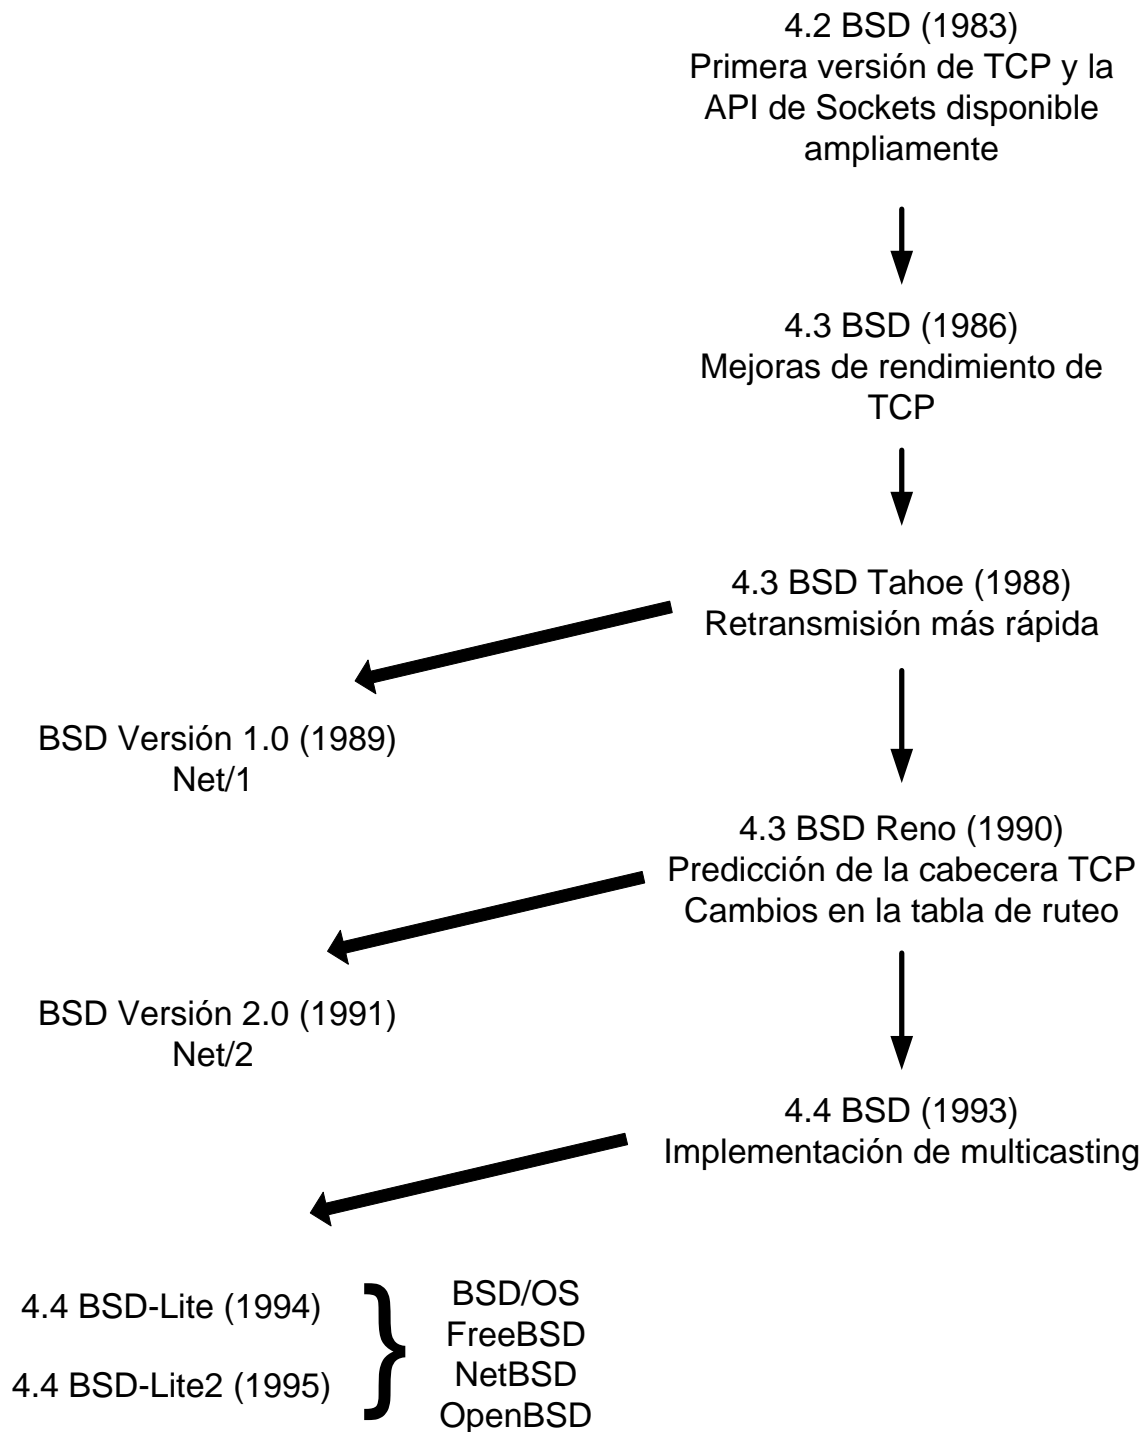 4.2 BSD (1983)
Primera versión de TCP y la
API de Sockets disponible
ampliamente
4.3 BSD (1986)
Mejoras de rendimiento de
TCP
4.3 BSD Tahoe (1988)
Retransmisión más rápida
BSD Versión 1.0 (1989)
Net/1
4.3 BSD Reno (1990)
Predicción de la cabecera TCP
Cambios en la tabla de ruteo
BSD Versión 2.0 (1991)
Net/2
4.4 BSD (1993)
Implementación de multicasting
4.4 BSD-Lite (1994)
4.4 BSD-Lite2 (1995)
}
BSD/OS
FreeBSD
NetBSD
OpenBSD